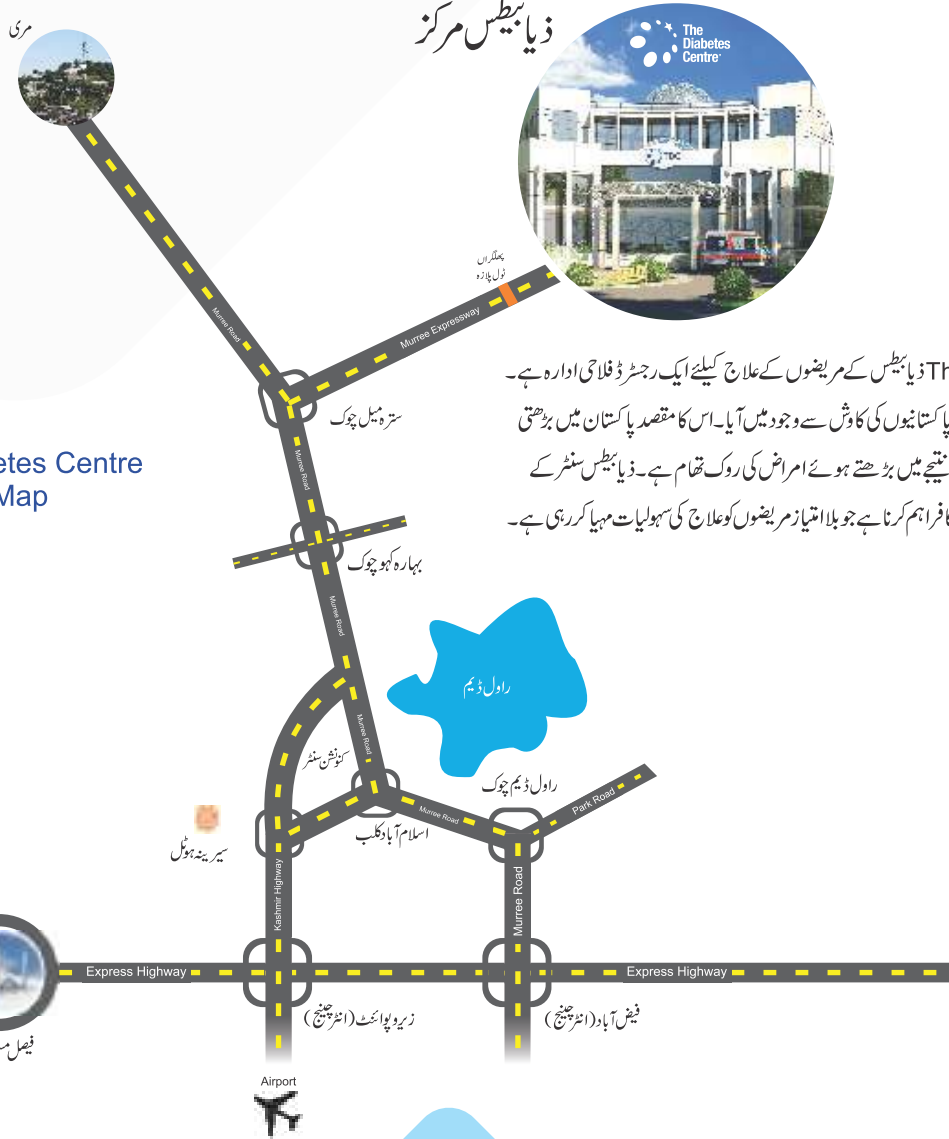 مری
ذیابیطس مرکز
The
Diabetes
Centre
TDC
پھلگراں
ٹول پلازہ
Murree Road
Murree Expressway
Th ذیابیطس کے مریضوں کے علاج کیلئے ایک رجسٹرڈ فلاحی ادارہ ہے۔
پاکستانیوں کی کاوش سے وجود میں آیا۔ اس کا مقصد پاکستان میں بڑھتی
نتیجے میں بڑھتے ہوئے امراض کی روک تھام ہے۔ ذیابیطس سنٹر کے
فراہم کرنا ہے جو بلا امتیاز مریضوں کو علاج کی سہولیات مہیا کر رہی ہے۔
سترہ میل چوک
etes Centre
Map
Murree Road
بہارہ کہو چوک
Murree Road
راول ڈیم
Murree Road
کنونشن سنٹر
راول ڈیم چوک
Park Road
Murree Road
اسلام آباد کلب
سیرینہ ہوٹل
Kashmir Highway
Murree Road
Express Highway
Express Highway
زیرو پوائنٹ (انٹرچینج)
فیض آباد (انٹرچینج)
فیصل
Airport